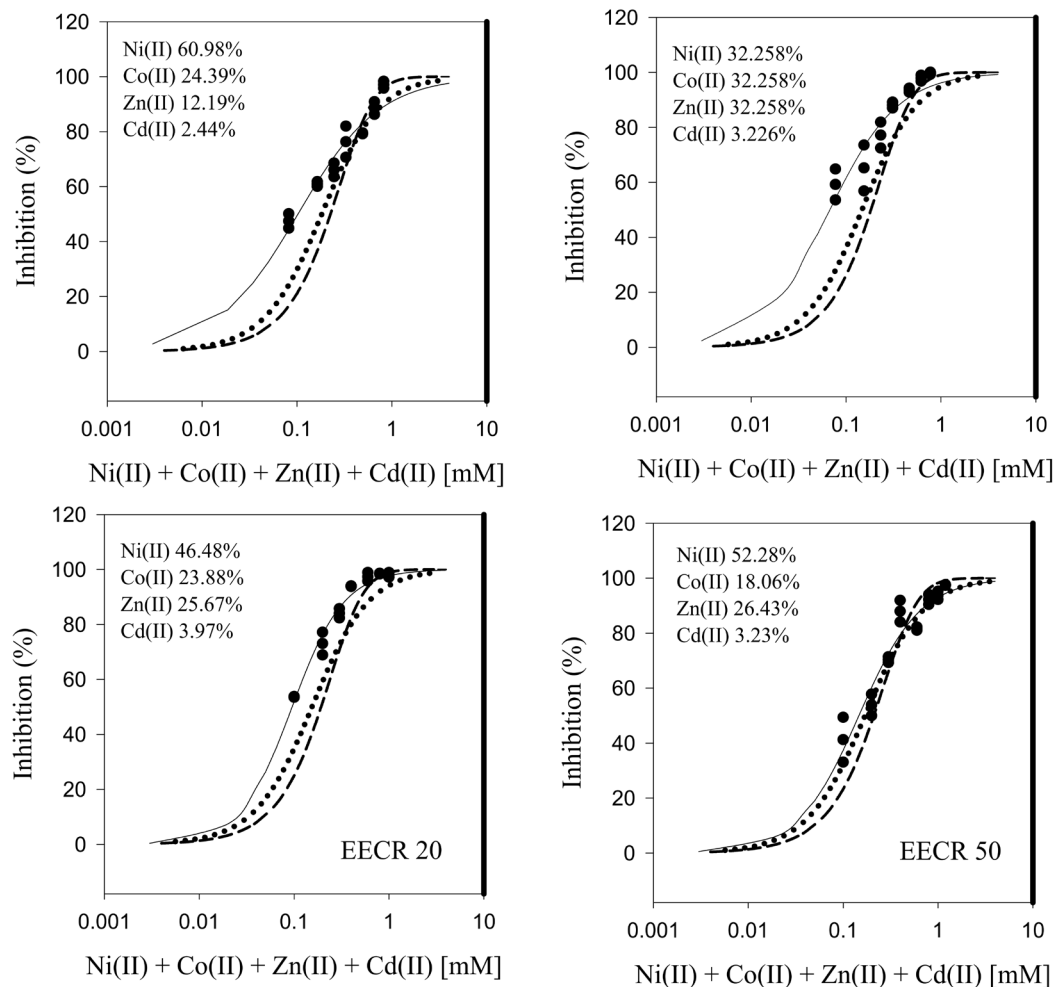 120
100
80
60
40
20
0
Inhibition (%)
Ni(II) 60.98%
Co(II) 24.39%
Zn(II) 12.19%
Cd(II) 2.44%
0.001 0.01 0.1 1 10
Ni(II) + Co(II) + Zn(II) + Cd(II) [mM]
120
100
80
60
40
20
0
Inhibition (%)
Ni(II) 32.258%
Co(II) 32.258%
Zn(II) 32.258%
Cd(II) 3.226%
0.001 0.01 0.1 1 10
Ni(II) + Co(II) + Zn(II) + Cd(II) [mM]
120
100
80
60
40
20
0
Inhibition (%)
Ni(II) 46.48%
Co(II) 23.88%
Zn(II) 25.67%
Cd(II) 3.97%
EECR 20
0.001 0.01 0.1 1 10
Ni(II) + Co(II) + Zn(II) + Cd(II) [mM]
120
100
80
60
40
20
0
Inhibition (%)
Ni(II) 52.28%
Co(II) 18.06%
Zn(II) 26.43%
Cd(II) 3.23%
EECR 50
0.001 0.01 0.1 1 10
Ni(II) + Co(II) + Zn(II) + Cd(II) [mM]